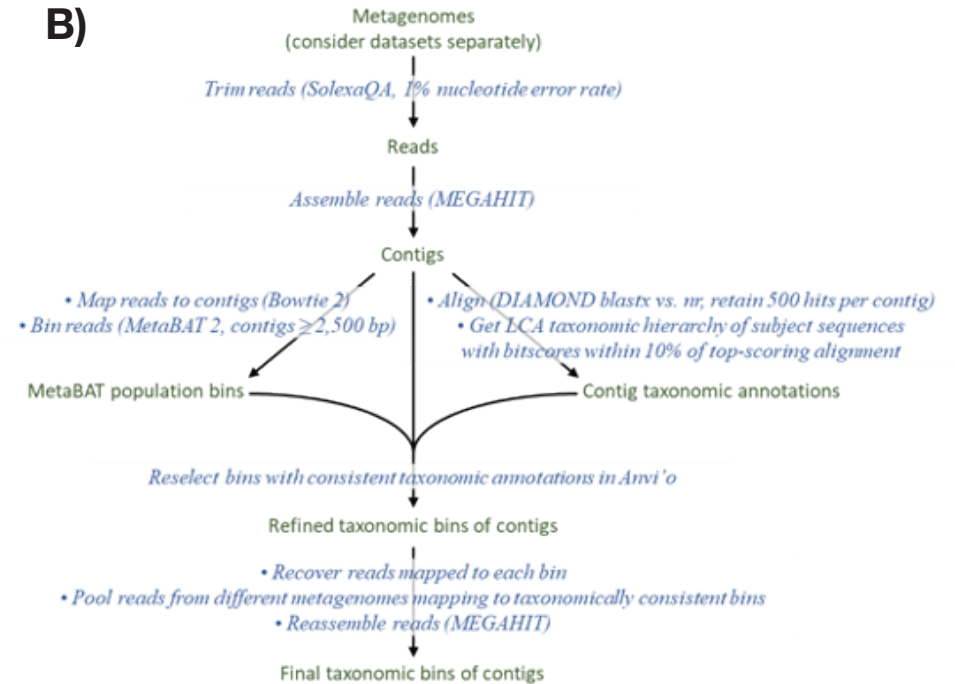 B)
Metagenomes
(consider datasets separately)
Trim reads (SolexaQA, 1% nucleotide error rate)
Reads
Assemble reads (MEGAHIT)
Contigs
• Map reads to contigs (Bowtie 2)
• Bin reads (MetaBAT 2, contigs ≥2,500 bp)
• Align (DIAMOND blastx vs. nr, retain 500 hits per contig)
• Get LCA taxonomic hierarchy of subject sequences
with bitscores within 10% of top-scoring alignment
MetaBAT population bins
Contig taxonomic annotations
Reselect bins with consistent taxonomic annotations in Anvi’o
Refined taxonomic bins of contigs
• Recover reads mapped to each bin
• Pool reads from different metagenomes mapping to taxonomically consistent bins
• Reassemble reads (MEGAHIT)
Final taxonomic bins of contigs